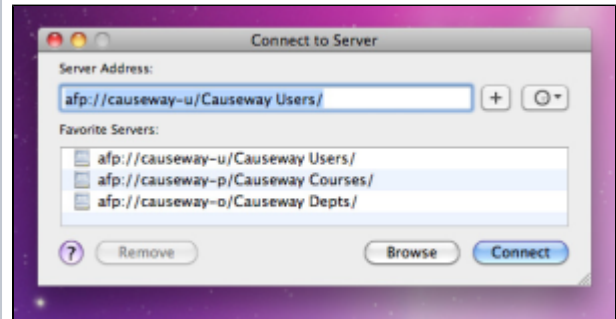 Connect to Server
Server Address:
afp://causeway-u/Causeway Users/
+
Favorite Servers:
afp://causeway-u/Causeway Users/
afp://causeway-p/Causeway Courses/
afp://causeway-o/Causeway Depts/
? Remove Browse Connect